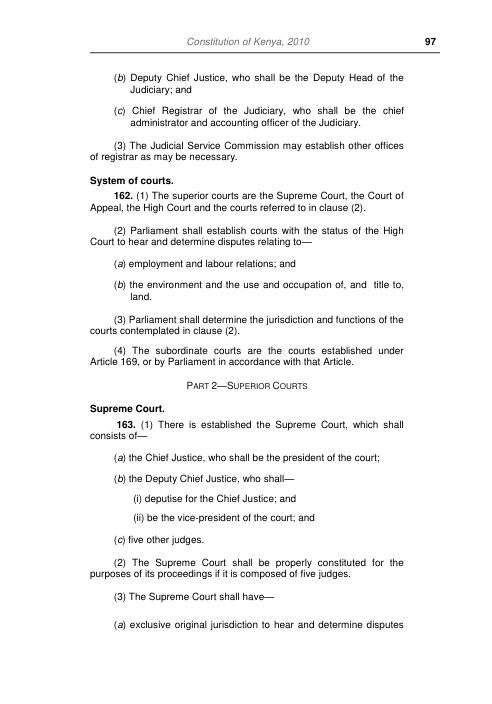 Constitution of Kenya, 2010 97
(b) Deputy Chief Justice, who shall be the Deputy Head of the
Judiciary; and
(c) Chief Registrar of the Judiciary, who shall be the chief
administrator and accounting officer of the Judiciary.
(3) The Judicial Service Commission may establish other offices
of registrar as may be necessary.
System of courts.
162. (1) The superior courts are the Supreme Court, the Court of
Appeal, the High Court and the courts referred to in clause (2).
(2) Parliament shall establish courts with the status of the High
Court to hear and determine disputes relating to—
(a) employment and labour relations; and
(b) the environment and the use and occupation of, and title to,
land.
(3) Parliament shall determine the jurisdiction and functions of the
courts contemplated in clause (2).
(4) The subordinate courts are the courts established under
Article 169, or by Parliament in accordance with that Article.
PART 2—SUPERIOR COURTS
Supreme Court.
163. (1) There is established the Supreme Court, which shall
consists of—
(a) the Chief Justice, who shall be the president of the court;
(b) the Deputy Chief Justice, who shall—
(i) deputise for the Chief Justice; and
(ii) be the vice-president of the court; and
(c) five other judges.
(2) The Supreme Court shall be properly constituted for the
purposes of its proceedings if it is composed of five judges.
(3) The Supreme Court shall have—
(a) exclusive original jurisdiction to hear and determine disputes